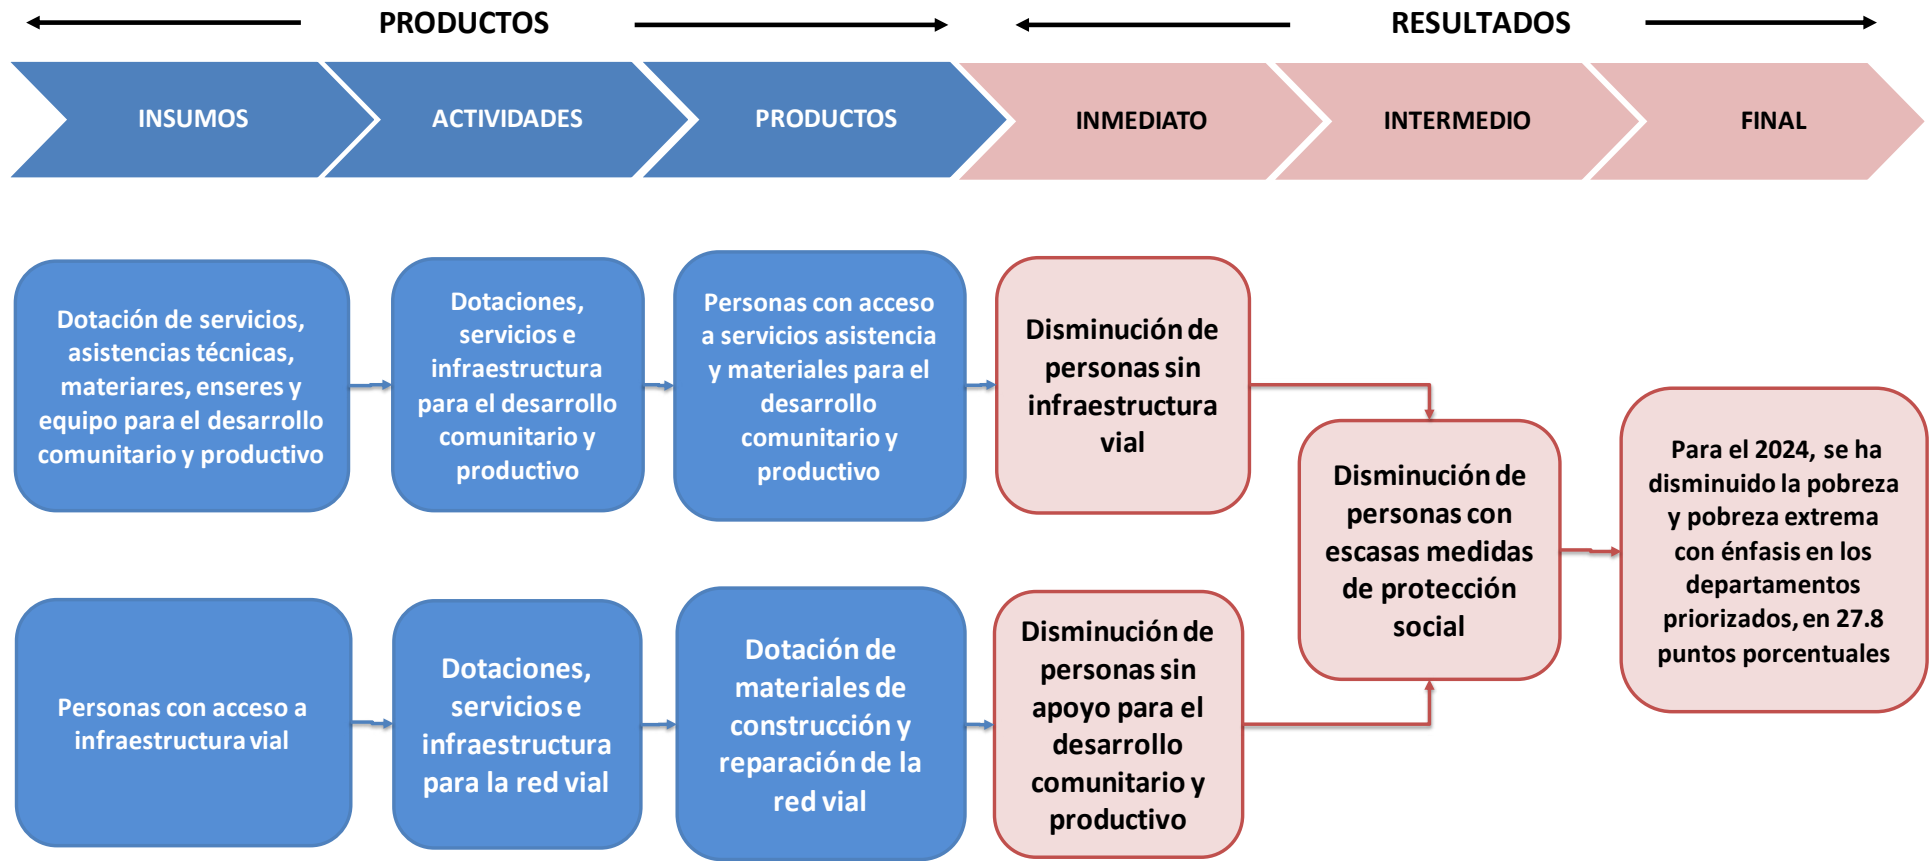 PRODUCTOS
RESULTADOS
INSUMOS
ACTIVIDADES
PRODUCTOS
INMEDIATO
INTERMEDIO
FINAL
Dotación de servicios,
asistencias técnicas,
materiares, enseres y
equipo para el desarrollo
comunitario y productivo
Dotaciones,
servicios e
infraestructura
para el desarrollo
comunitario y
productivo
Personas con acceso
a servicios asistencia
y materiales para el
desarrollo
comunitario y
productivo
Disminución de
personas sin
infraestructura
vial
Disminución de
personas con
escasas medidas
de protección
social
Para el 2024, se ha
disminuido la pobreza
y pobreza extrema
con énfasis en los
departamentos
priorizados, en 27.8
puntos porcentuales
Personas con acceso a
infraestructura vial
Dotaciones,
servicios e
infraestructura
para la red vial
Dotación de
materiales de
construcción y
reparación de la
red vial
Disminución de
personas sin
apoyo para el
desarrollo
comunitario y
productivo